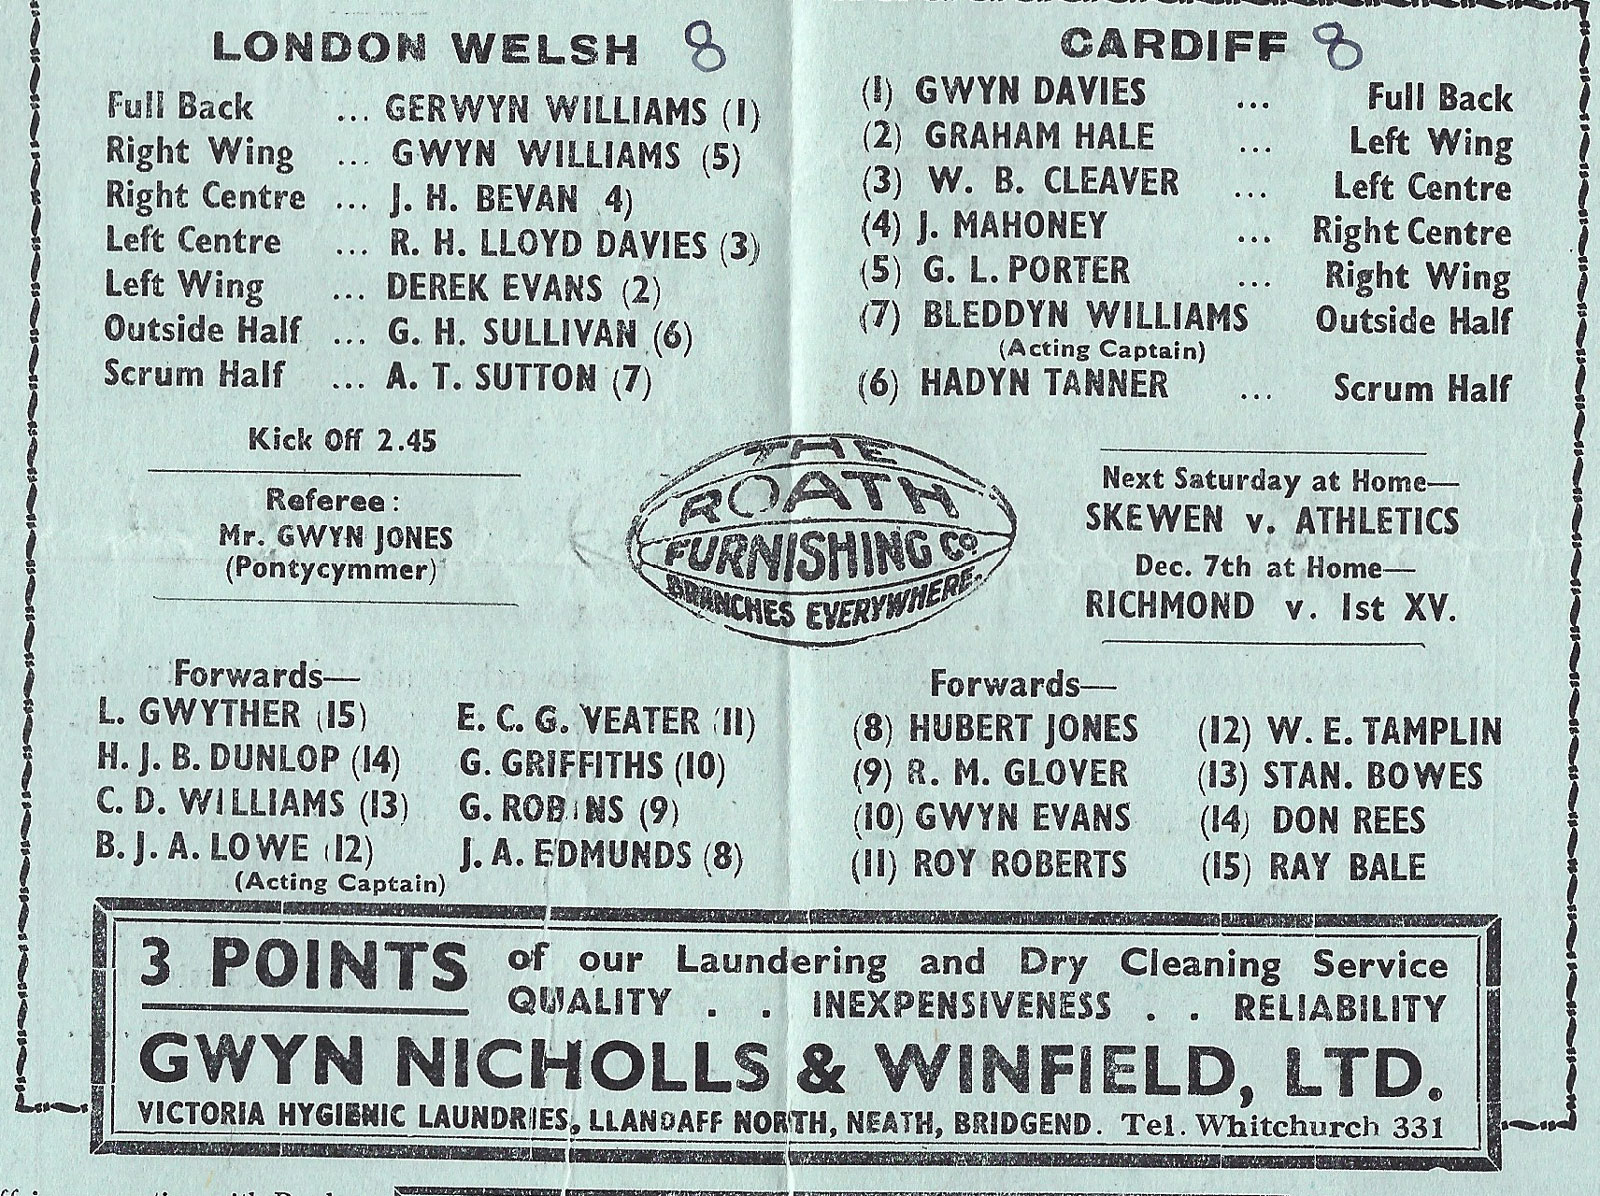 LONDON WELSH 8
Full Back ... GERWYN WILLIAMS (1)
Right Wing ... GWYN WILLIAMS (5)
Right Centre ... J. H. BEVAN 4)
Left Centre ... R. H. LLOYD DAVIES (3)
Left Wing ... DEREK EVANS (2)
Outside Half ... G. H. SULLIVAN (6)
Scrum Half ... A. T. SUTTON (7)
CARDIFF 8
(1) GWYN DAVIES ... Full Back
(2) GRAHAM HALE ... Left Wing
(3) W. B. CLEAVER ... Left Centre
(4) J. MAHONEY ... Right Centre
(5) G. L. PORTER ... Right Wing
(7) BLEDDYN WILLIAMS Outside Half
(Acting Captain)
(6) HADYN TANNER ... Scrum Half
Kick Off 2.45
Referee :
Mr. GWYN JONES
(Pontycymmer)
THE
ROATH
FURNISHING Co
BRANCHES EVERYWHERE.
Next Saturday at Home—
SKEWEN v. ATHLETICS
Dec. 7th at Home—
RICHMOND v. 1st XV.
Forwards—
L. GWYTHER (15) E. C. G. VEATER (11)
H. J. B. DUNLOP (14) G. GRIFFITHS (10)
C. D. WILLIAMS (13) G. ROBINS (9)
B. J. A. LOWE (12) J. A. EDMUNDS (8)
(Acting Captain)
Forwards—
(8) HUBERT JONES (12) W. E. TAMPLIN
(9) R. M. GLOVER (13) STAN. BOWES
(10) GWYN EVANS (14) DON REES
(11) ROY ROBERTS (15) RAY BALE
3 POINTS of our Laundering and Dry Cleaning Service
QUALITY . . INEXPENSIVENESS . . RELIABILITY
GWYN NICHOLLS & WINFIELD, LTD.
VICTORIA HYGIENIC LAUNDRIES, LLANDAFF NORTH, NEATH, BRIDGEND. Tel. Whitchurch 331